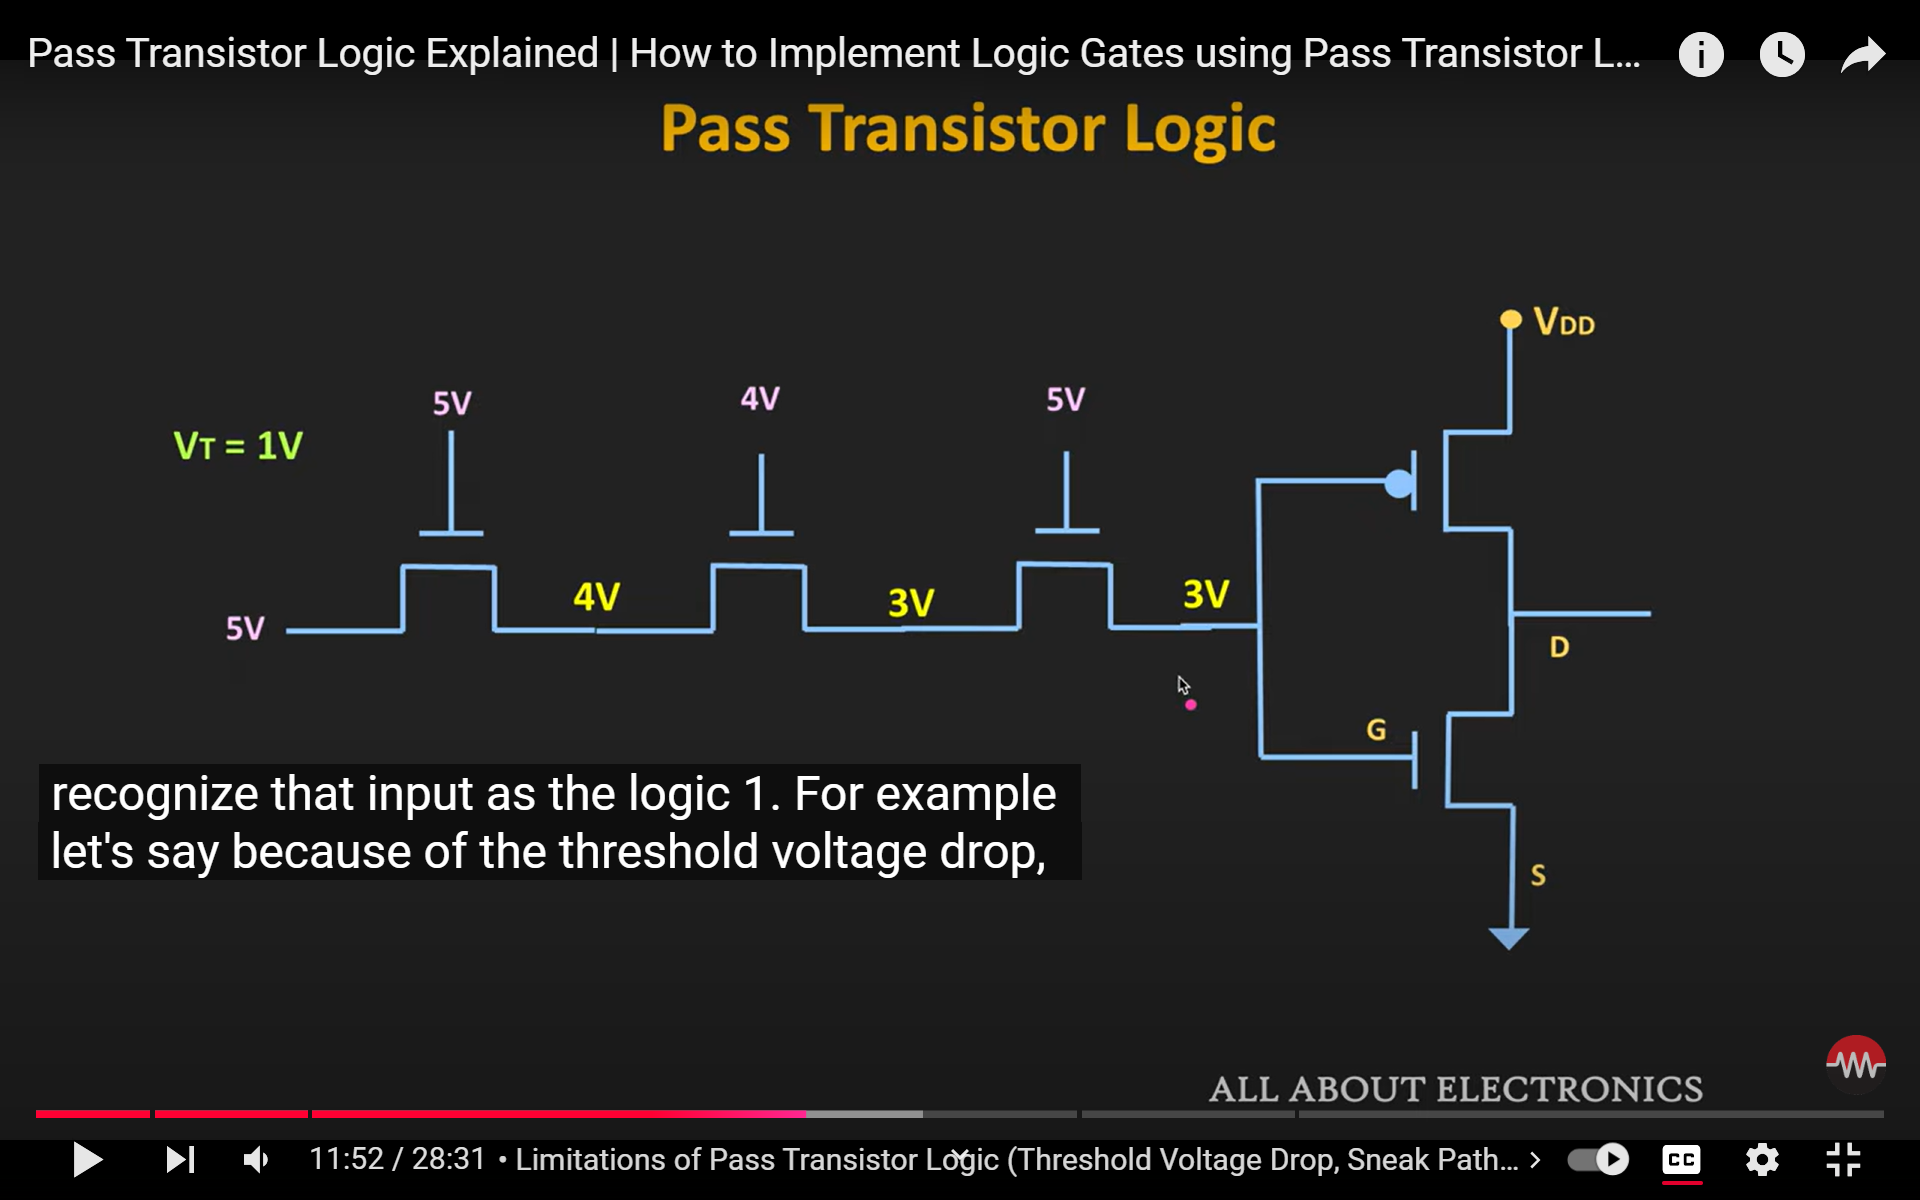 Pass Transistor Logic Explained | How to Implement Logic Gates using Pass Transistor L...
Pass Transistor Logic
VDD
5V
4V
5V
VT = 1V
4V
3V
3V
5V
D
G
S
recognize that input as the logic 1. For example
let's say because of the threshold voltage drop,
ALL ABOUT ELECTRONICS
11:52 / 28:31 • Limitations of Pass Transistor Logic (Threshold Voltage Drop, Sneak Path...
CC